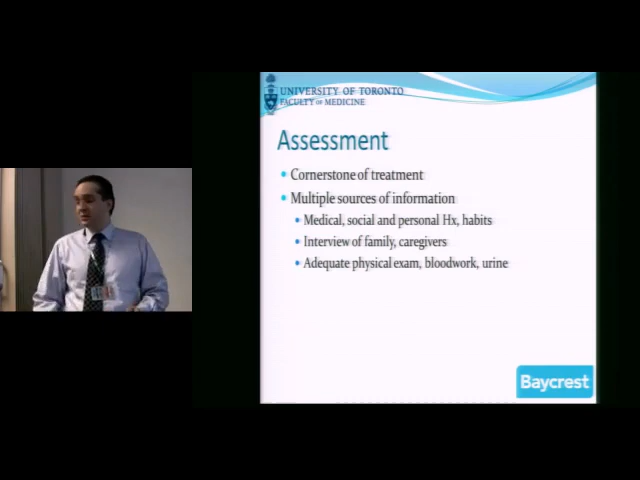 UNIVERSITY OF TORONTO
FACULTY OF MEDICINE
Assessment
Cornerstone of treatment
Multiple sources of information
Medical, social and personal Hx, habits
Interview of family, caregivers
Adequate physical exam, bloodwork, urine
Baycrest